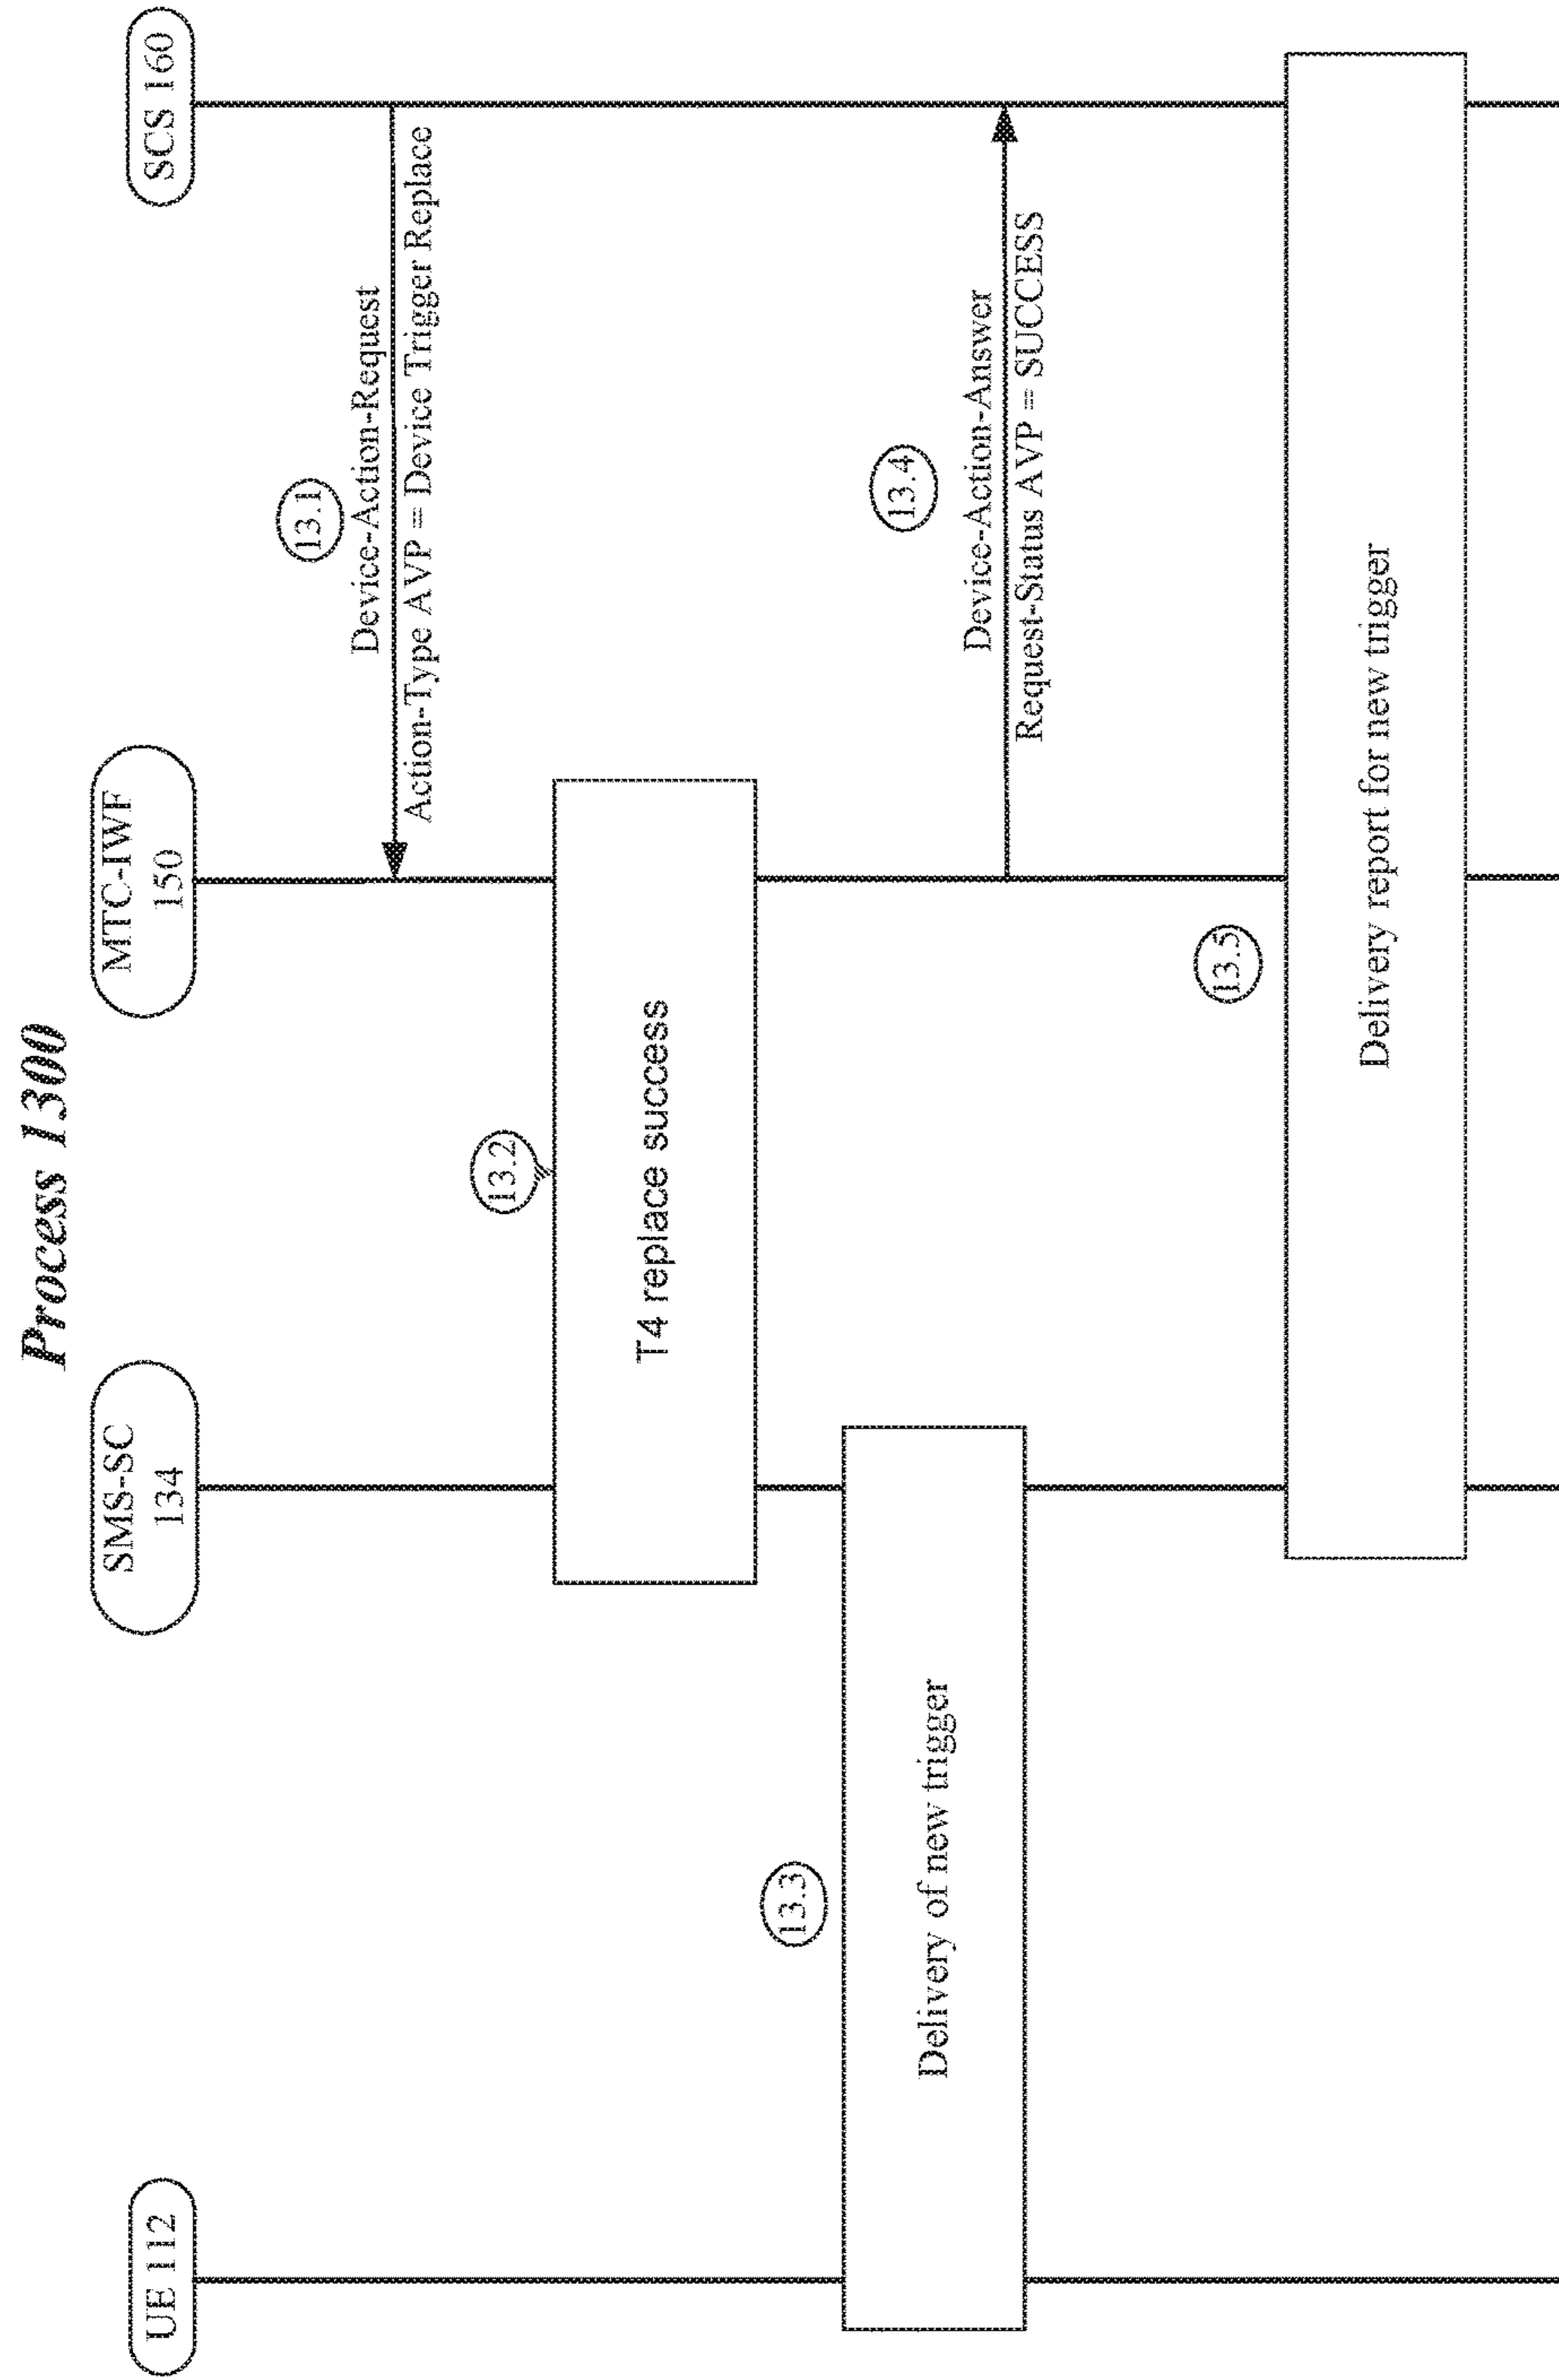 Process 1300
UE 112
SMS-SC
134
MTC-IWF
150
SCS 160
13.1
Device-Action-Request
Action-Type AVP = Device Trigger Replace
13.2
T4 replace success
13.3
Delivery of new trigger
13.4
Device-Action-Answer
Request-Status AVP = SUCCESS
13.5
Delivery report for new trigger